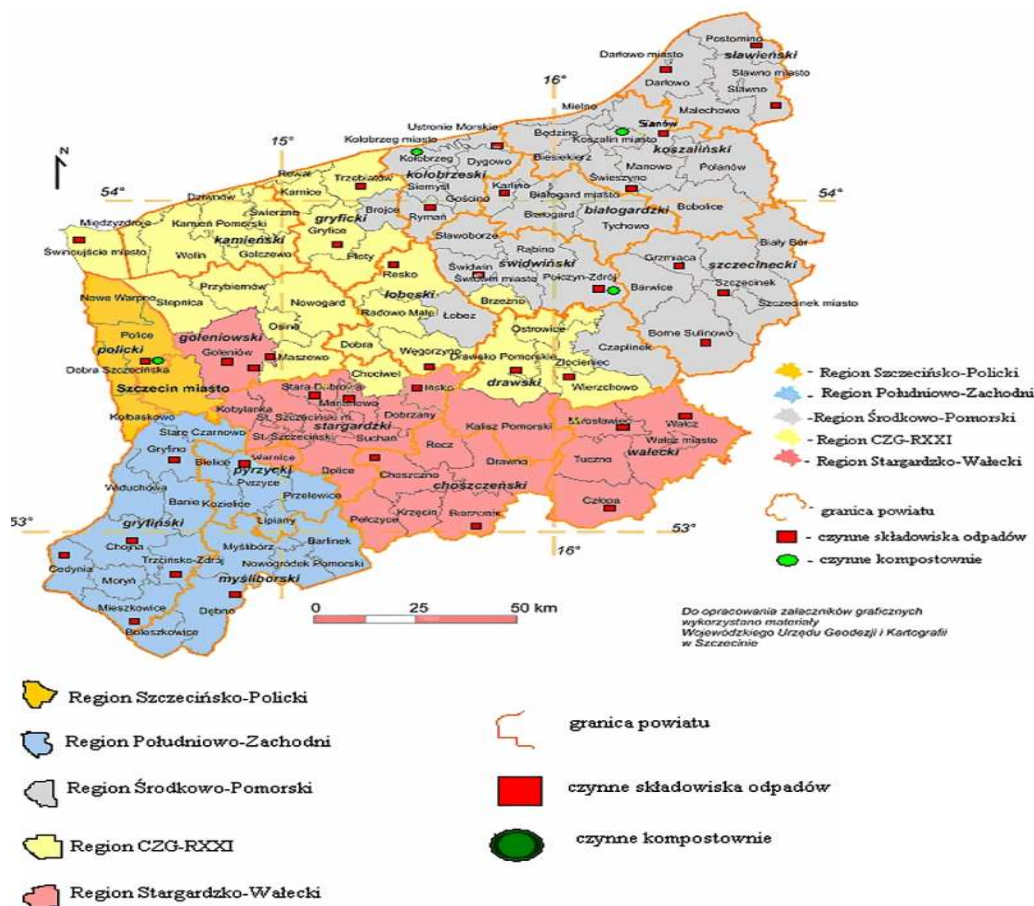 Postomino
Darłowo miasto
sławieński
Darłowo
Sławno miasto
Sławno
Malechowo
16°
Mielno
Sianów
Ustronie Morskie
Będzino
Koszalin miasto
koszaliński
Kołobrzeg miasto
Kołobrzeg
Dygowo
Biesiekierz
Manowo
Polanów
kołobrzeski
Świeszyno
15°
N
Rewal
Trzebiatów
Siemyśl
Gościno
Karlino
Białogard miasto
Bobolice
54°
54°
Karnice
Dziwnów
Świerzno
Brojce
Rymań
Białogard
białogardzki
Tychowo
Międzyzdroje
Kamień Pomorski
gryficki
Gryfice
kamieński
Sławoborze
Rąbino
Biały Bór
Świnoujście miasto
Wolin
Golczewo
Płoty
świdwiński
Grzmiąca
szczecinecki
Resko
Świdwin
Świdwin miasto
Połczyn-Zdrój
Barwice
Szczecinek
Szczecinek miasto
Przybiernów
łobeski
Brzeżno
Nowe Warpno
Stepnica
Nowogard
Radowo Małe
Łobez
Ostrowice
Borne Sulinowo
Police
goleniowski
Osina
Czaplinek
policki
Goleniów
Maszewo
Dobra
Węgorzyno
Drawsko Pomorskie
Złocieniec
Dobra Szczecińska
Chociwel
drawski
Wierzchowo
Szczecin miasto
Stara Dąbrowa
Ińsko
Marianowo
Kołbaskowo
Kobylanka
St. Szczeciński m.
Dobrzany
stargardzki
Kalisz Pomorski
Mirosławiec
Wałcz
Stare Czarnowo
St. Szczeciński
Suchań
Recz
Wałcz miasto
wałecki
Gryfino
Bielice
Warnice
pyrzycki
Pyrzyce
Dolice
Choszczno
Drawno
Tuczno
Widuchowa
Banie
Kozielice
Przelewice
choszczeński
Człopa
53°
gryfiński
Lipiany
Pełczyce
Krzęcin
Bierzwnik
53°
16°
Chojna
Myślibórz
Barlinek
Cedynia
Trzcińsko-Zdrój
Nowogródek Pomorski
Moryń
myśliborski
Mieszkowice
Dębno
Boleszkowice
- Region Szczecińsko-Policki
- Region Południowo-Zachodni
- Region Środkowo-Pomorski
- Region CZG-RXXI
- Region Stargardzko-Wałecki
- granica powiatu
- czynne składowiska odpadów
- czynne kompostownie
0 25 50 km
Do opracowania załączników graficznych
wykorzystano materiały
Wojewódzkiego Urzędu Geodezji i Kartografii
w Szczecinie
Region Szczecińsko-Policki
Region Południowo-Zachodni
Region Środkowo-Pomorski
Region CZG-RXXI
Region Stargardzko-Wałecki
granica powiatu
czynne składowiska odpadów
czynne kompostownie